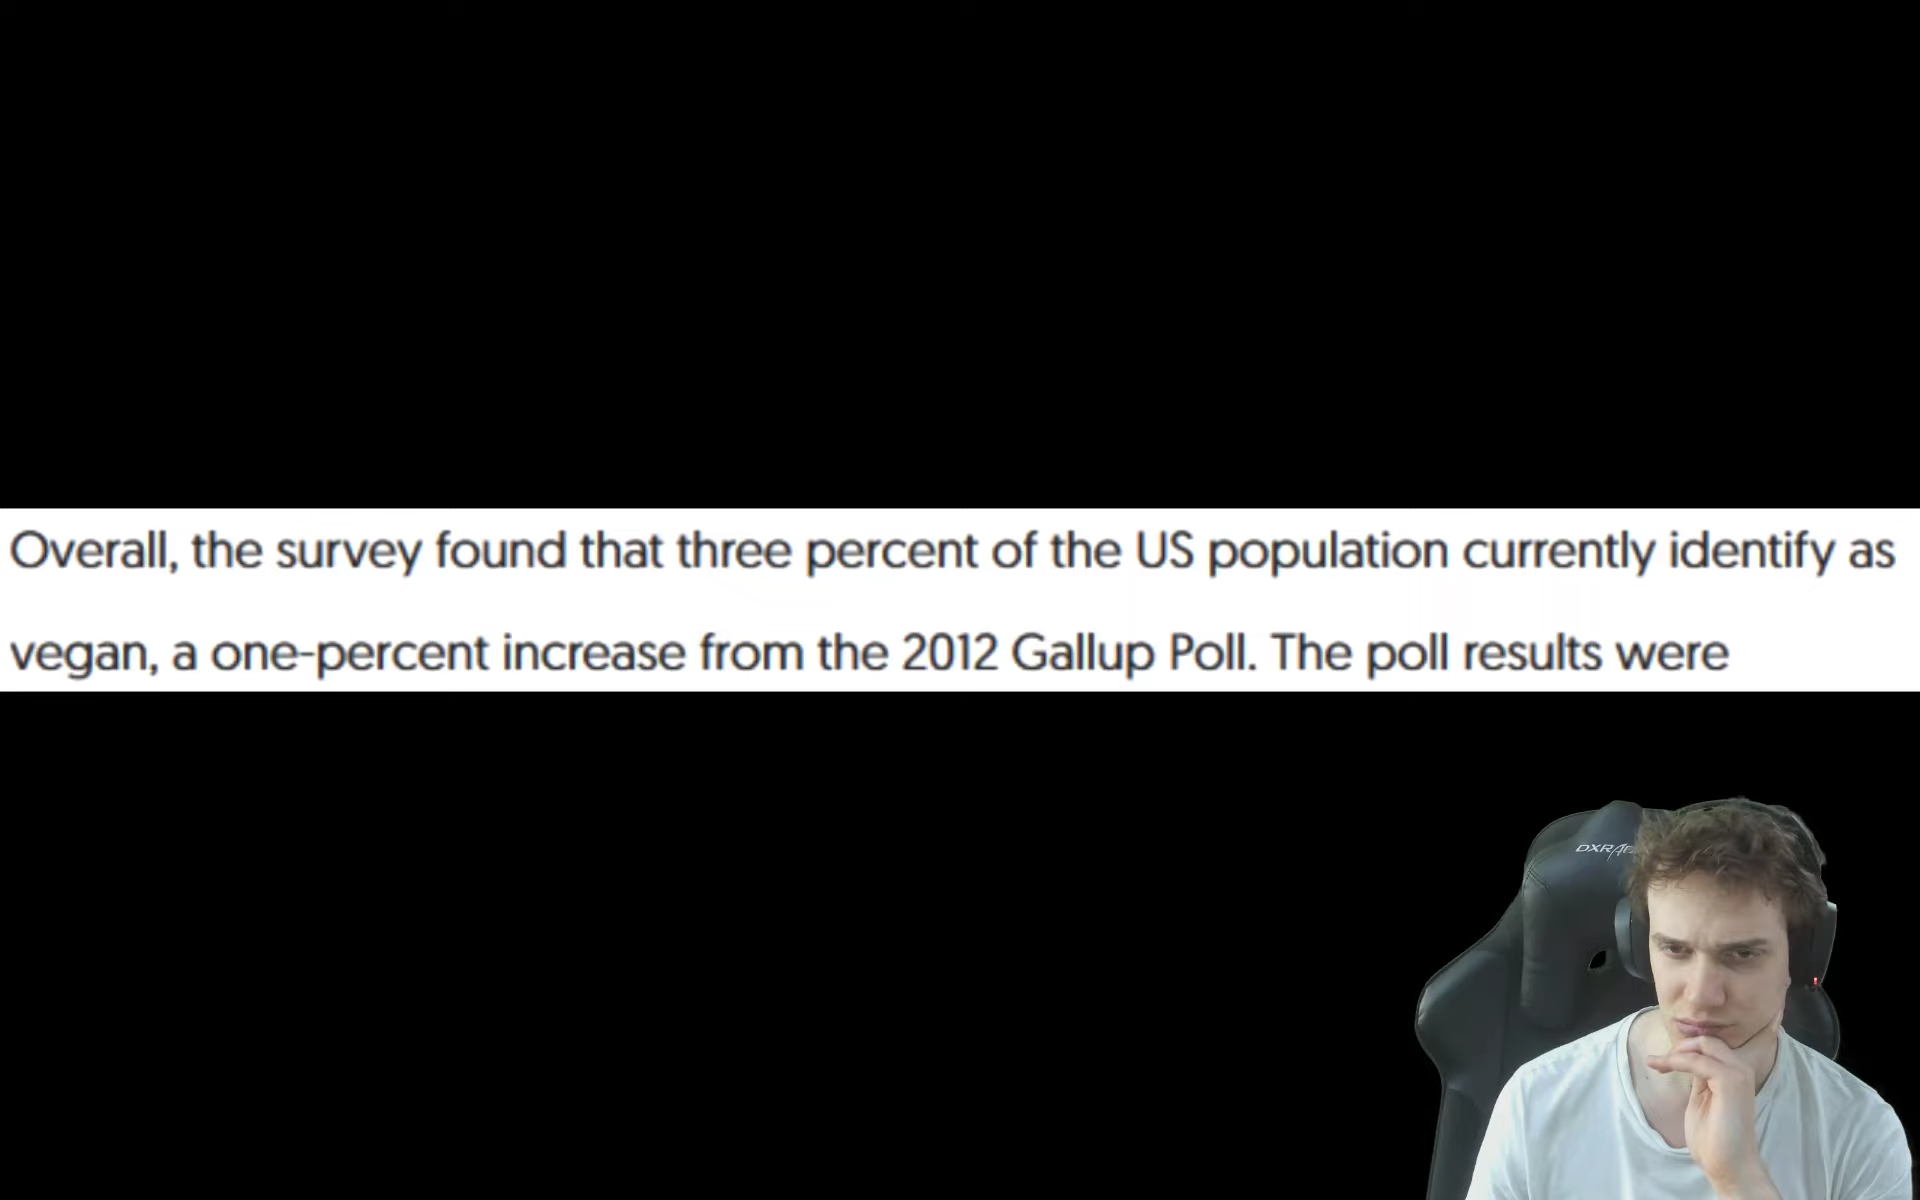 Overall, the survey found that three percent of the US population currently identify as
vegan, a one-percent increase from the 2012 Gallup Poll. The poll results were